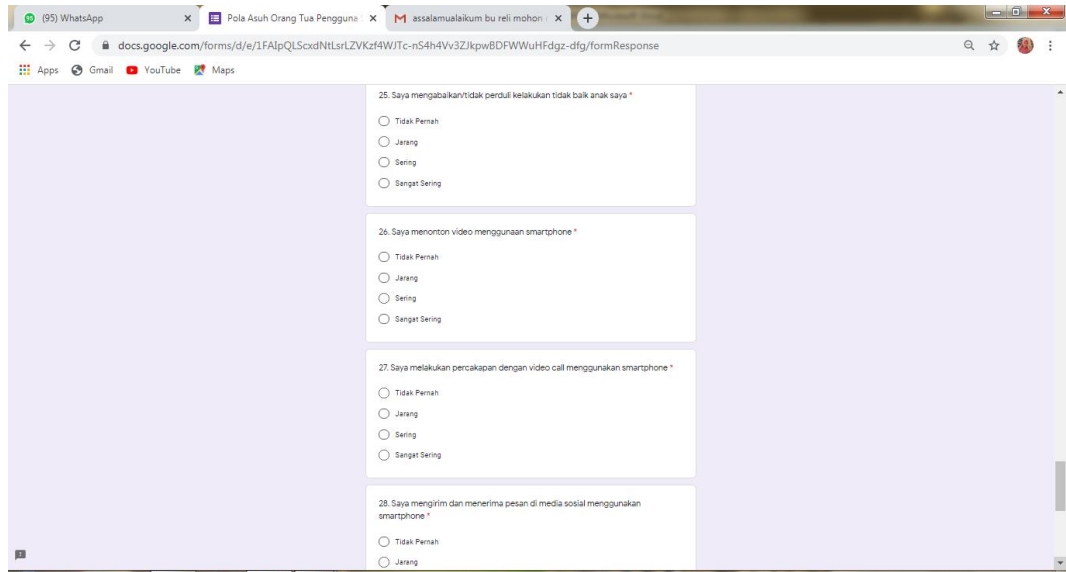 (95) WhatsApp
Pola Asuh Orang Tua Pengguna
assalamualaikum bu reli mohon
docs.google.com/forms/d/e/1FAIpQLScxdNtLsrLZVKzf4WJTc-nS4h4Vv3ZJkpwBDFWWuHFdgz-dfg/formResponse
Apps Gmail YouTube Maps
25. Saya mengabaikan/tidak perduli kelakukan tidak baik anak saya *
Tidak Pernah
Jarang
Sering
Sangat Sering
26. Saya menonton video menggunaan smartphone *
Tidak Pernah
Jarang
Sering
Sangat Sering
27. Saya melakukan percakapan dengan video call menggunakan smartphone *
Tidak Pernah
Jarang
Sering
Sangat Sering
28. Saya mengirim dan menerima pesan di media sosial menggunakan
smartphone *
Tidak Pernah
Jarang